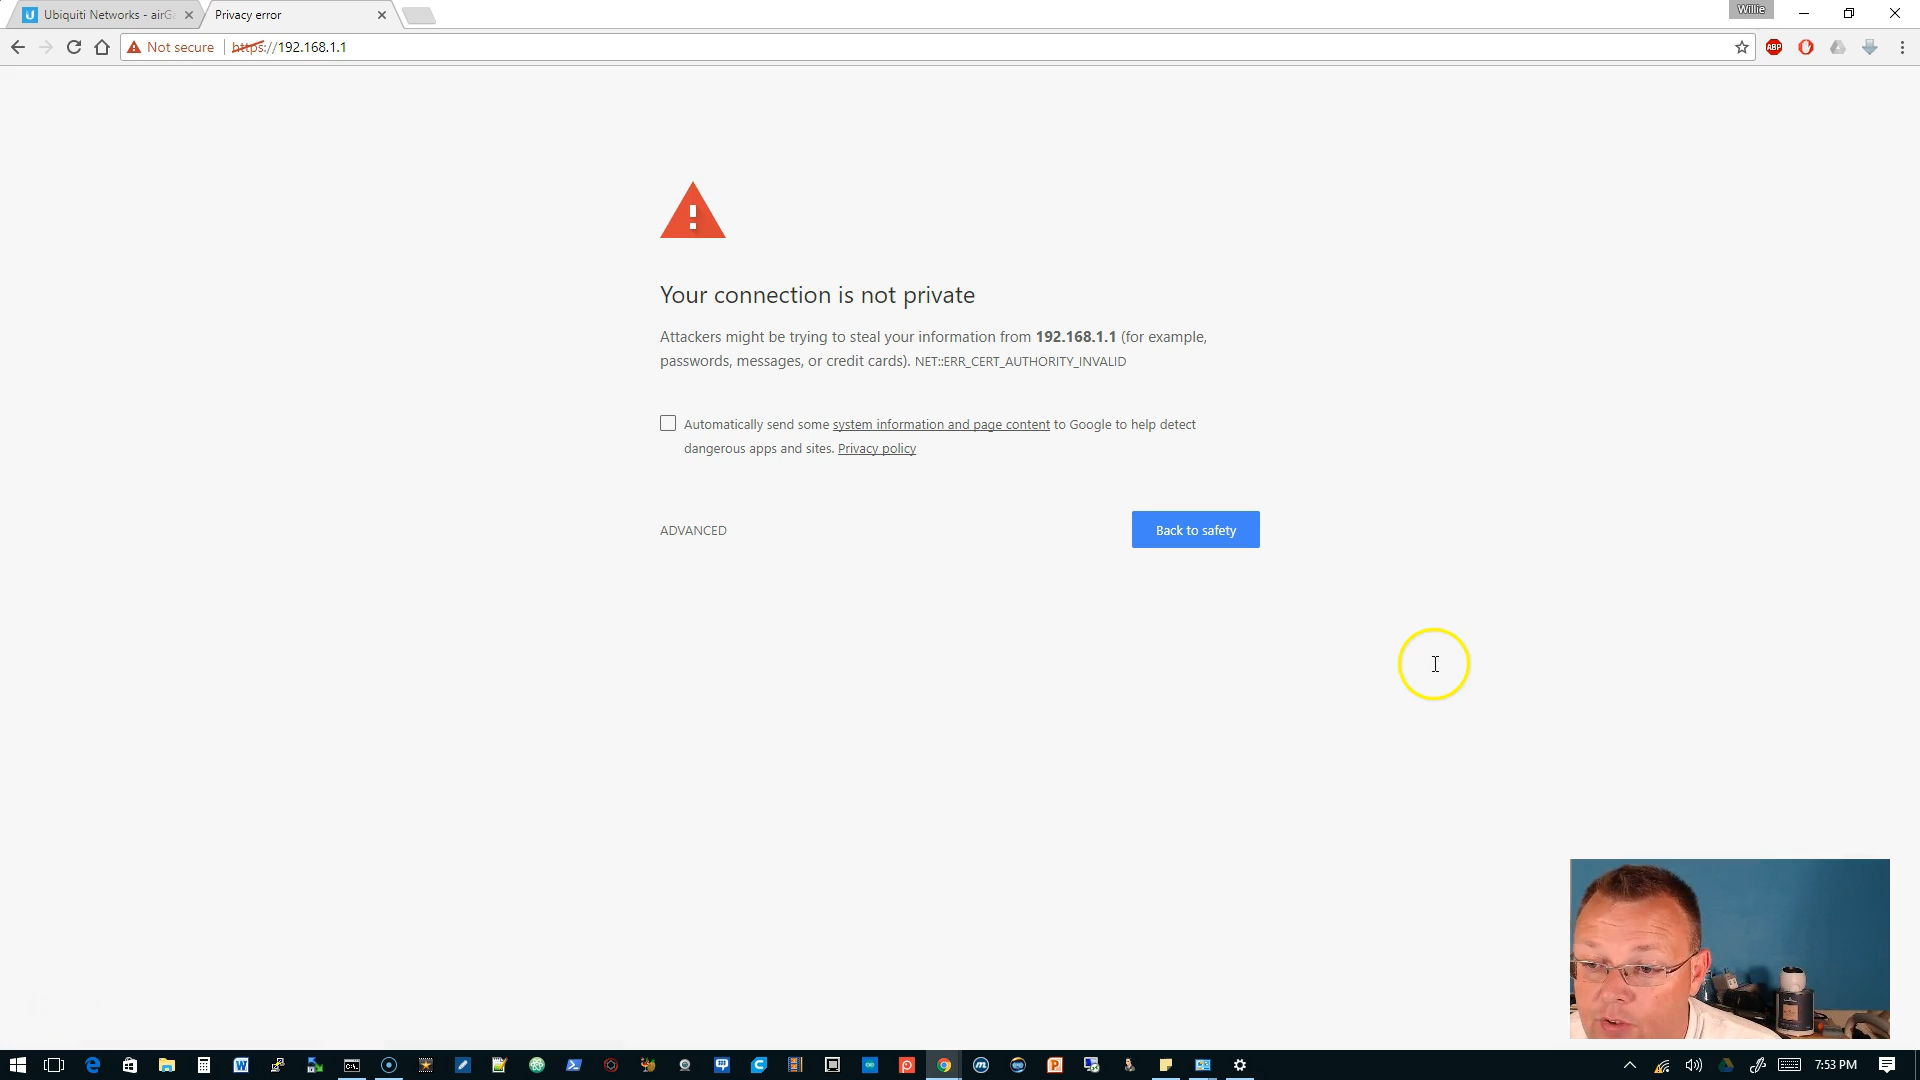 Ubiquiti Networks - airG
Privacy error
Willie
Not secure
https://192.168.1.1
ABP
!
Your connection is not private
Attackers might be trying to steal your information from 192.168.1.1 (for example,
passwords, messages, or credit cards). NET::ERR_CERT_AUTHORITY_INVALID
Automatically send some system information and page content to Google to help detect
dangerous apps and sites. Privacy policy
ADVANCED
Back to safety
7:53 PM